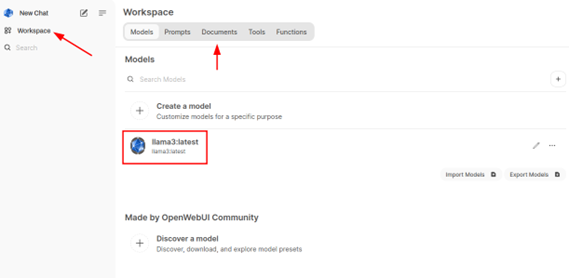 New Chat
Workspace
Search
Workspace
Models Prompts Documents Tools Functions
Models
Search Models
Create a model
Customize models for a specific purpose
llama3:latest
llama3:latest
Import Models Export Models
Made by OpenWebUI Community
Discover a model
Discover, download, and explore model presets